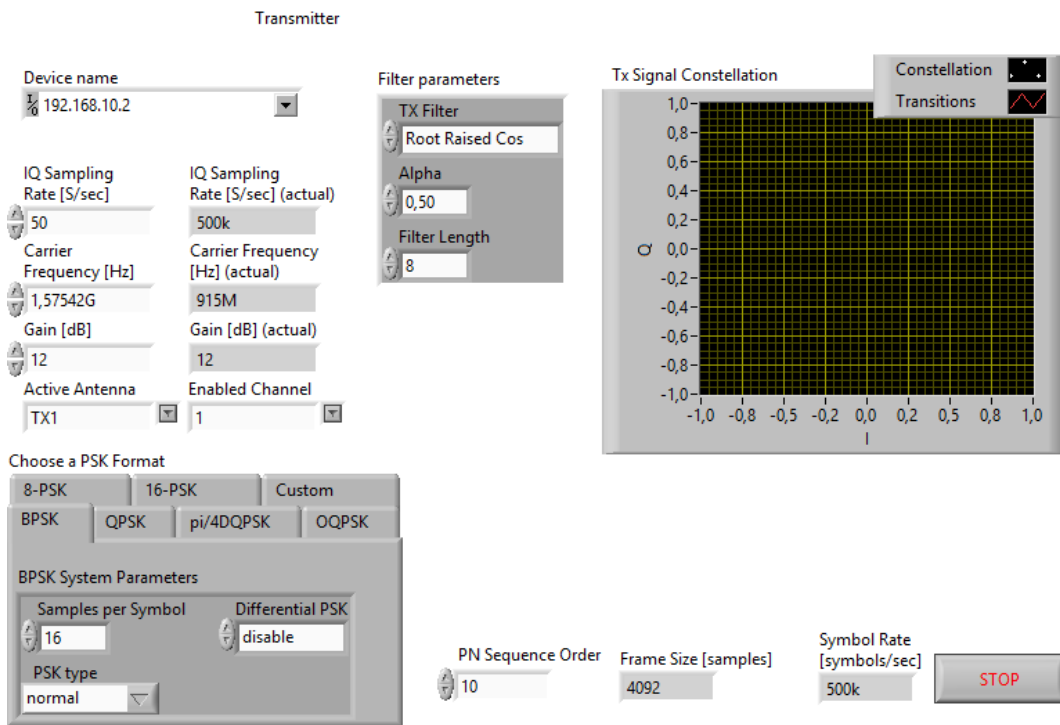 Transmitter
Device name
192.168.10.2
Filter parameters
TX Filter
Root Raised Cos
Alpha
0,50
Filter Length
8
Tx Signal Constellation
Constellation
Transitions
1,0
0,8
0,6
0,4
0,2
0,0
-0,2
-0,4
-0,6
-0,8
-1,0
Q
-1,0 -0,8 -0,5 -0,2 0,0 0,2 0,5 0,8 1,0
I
IQ Sampling
Rate [S/sec]
50
IQ Sampling
Rate [S/sec] (actual)
500k
Carrier
Frequency [Hz]
1,57542G
Carrier Frequency
[Hz] (actual)
915M
Gain [dB]
12
Gain [dB] (actual)
12
Active Antenna
TX1
Enabled Channel
1
Choose a PSK Format
8-PSK 16-PSK Custom
BPSK QPSK pi/4DQPSK OQPSK
BPSK System Parameters
Samples per Symbol
16
Differential PSK
disable
PSK type
normal
PN Sequence Order
10
Frame Size [samples]
4092
Symbol Rate
[symbols/sec]
500k
STOP